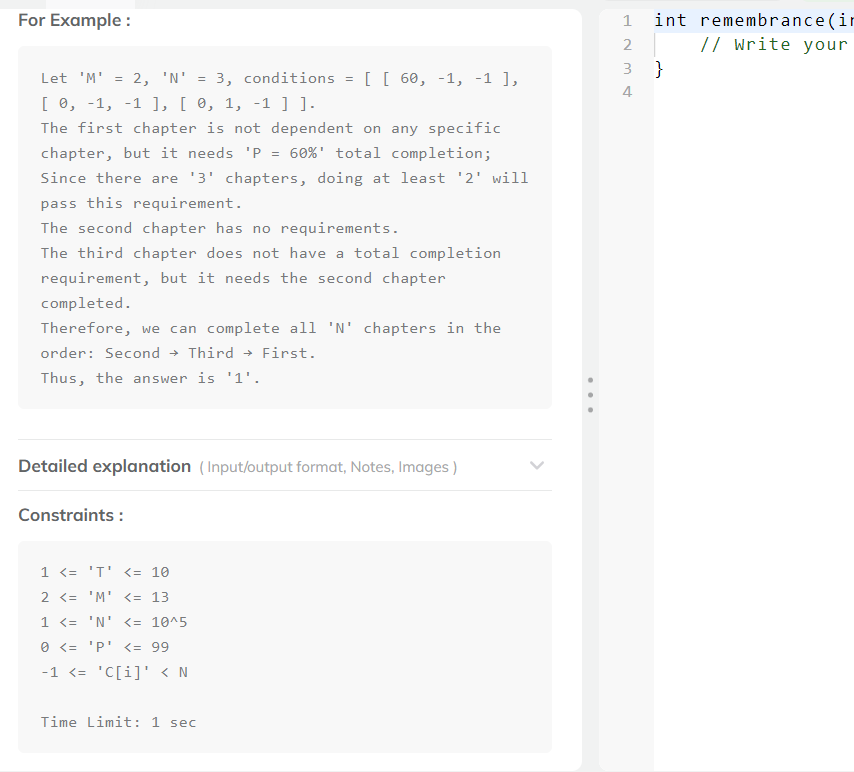 For Example :
Let 'M' = 2, 'N' = 3, conditions = [ [ 60, -1, -1 ],
[ 0, -1, -1 ], [ 0, 1, -1 ] ].
The first chapter is not dependent on any specific
chapter, but it needs 'P = 60%' total completion;
Since there are '3' chapters, doing at least '2' will
pass this requirement.
The second chapter has no requirements.
The third chapter does not have a total completion
requirement, but it needs the second chapter
completed.
Therefore, we can complete all 'N' chapters in the
order: Second → Third → First.
Thus, the answer is '1'.
Detailed explanation ( Input/output format, Notes, Images )
Constraints :
1 <= 'T' <= 10
2 <= 'M' <= 13
1 <= 'N' <= 10^5
0 <= 'P' <= 99
-1 <= 'C[i]' < N
Time Limit: 1 sec
1 int remembrance(
2 // Write your
3 }
4